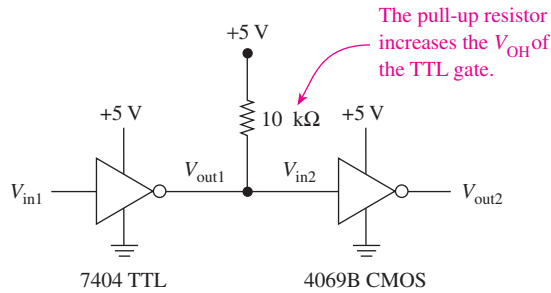 The pull-up resistor
increases the V_OH of
the TTL gate.
+5 V
10 kΩ
+5 V
+5 V
V_in1
V_out1
V_in2
V_out2
7404 TTL
4069B CMOS